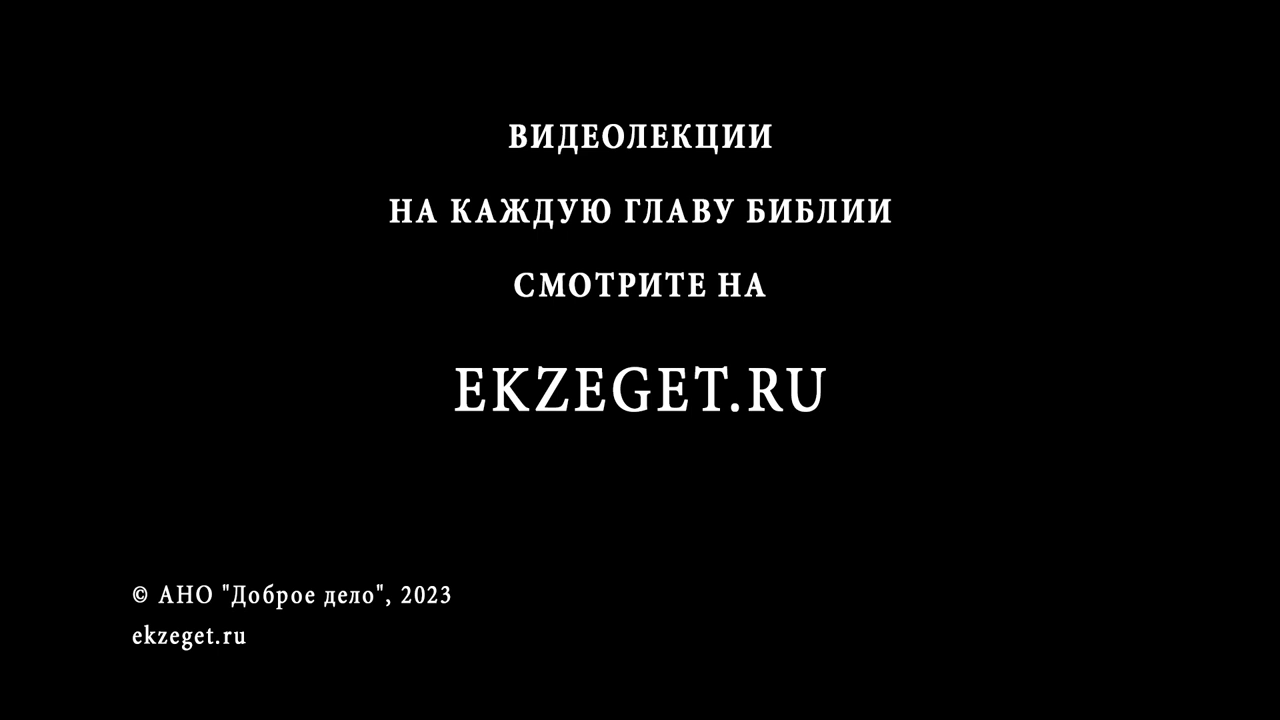 ВИДЕОЛЕКЦИИ
НА КАЖДУЮ ГЛАВУ БИБЛИИ
СМОТРИТЕ НА
EKZEGET.RU
© АНО "Доброе дело", 2023
ekzeget.ru